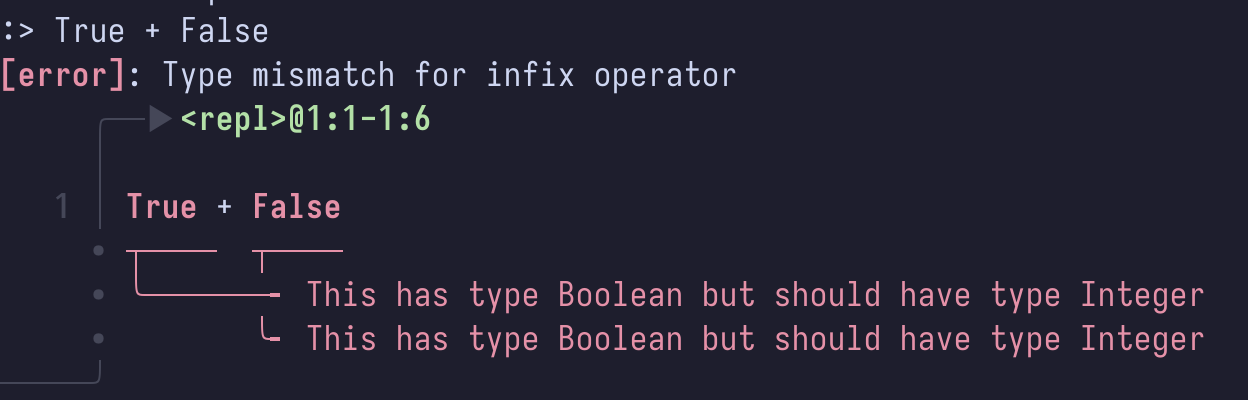 :> True + False
[error]: Type mismatch for infix operator
<repl>@1:1-1:6
1 True + False
This has type Boolean but should have type Integer
This has type Boolean but should have type Integer